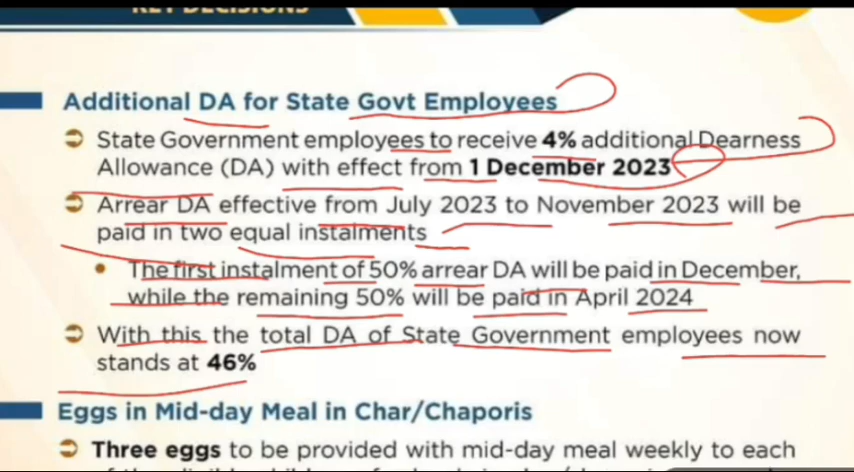 KEY DECISIONS
Additional DA for State Govt Employees
State Government employees to receive 4% additional Dearness
Allowance (DA) with effect from 1 December 2023
Arrear DA effective from July 2023 to November 2023 will be
paid in two equal instalments
The first instalment of 50% arrear DA will be paid in December,
while the remaining 50% will be paid in April 2024
With this the total DA of State Government employees now
stands at 46%
Eggs in Mid-day Meal in Char/Chaporis
Three eggs to be provided with mid-day meal weekly to each